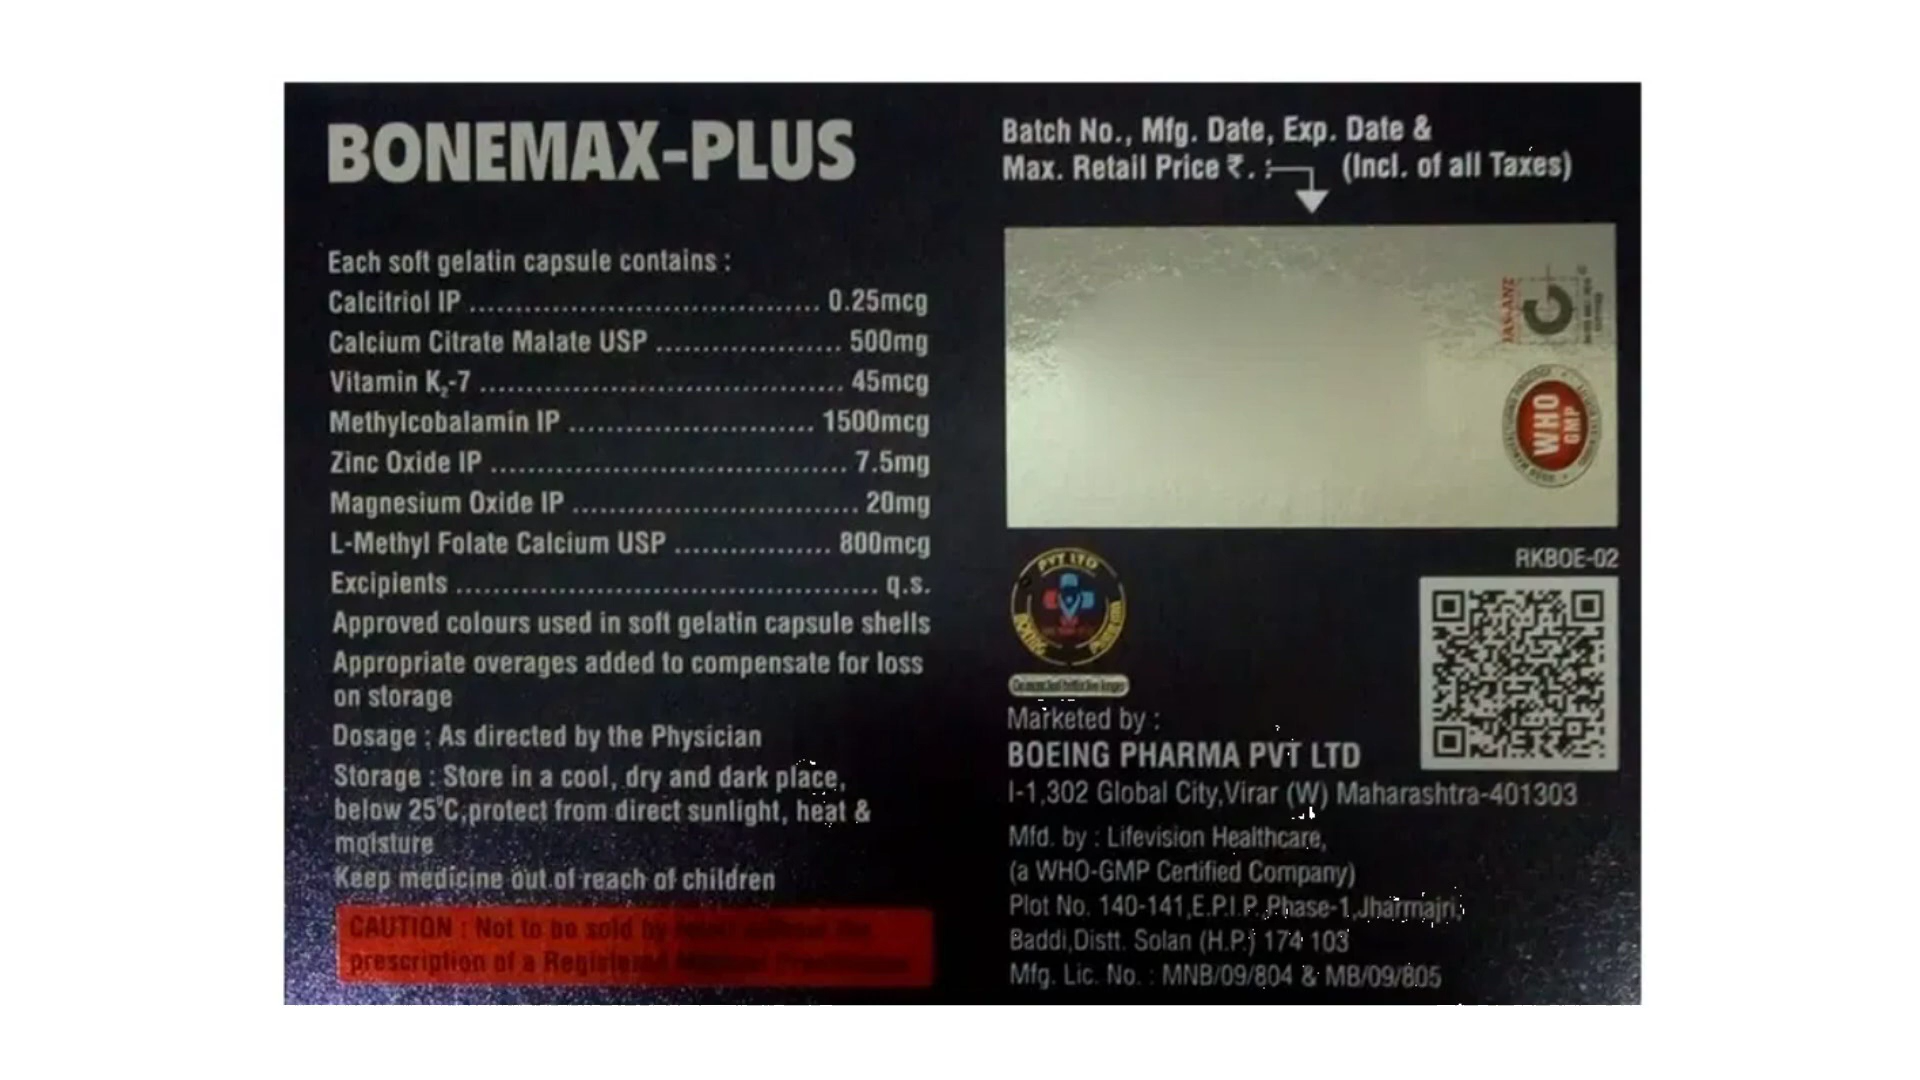 BONEMAX-PLUS
Each soft gelatin capsule contains :
Calcitriol IP ...................................... 0.25mcg
Calcium Citrate Malate USP .................... 500mg
Vitamin K₂-7 ....................................... 45mcg
Methylcobalamin IP .......................... 1500mcg
Zinc Oxide IP ...................................... 7.5mg
Magnesium Oxide IP ............................... 20mg
L-Methyl Folate Calcium USP ................. 800mcg
Excipients ............................................. q.s.
Approved colours used in soft gelatin capsule shells
Appropriate overages added to compensate for loss
on storage
Dosage : As directed by the Physician
Storage : Store in a cool, dry and dark place,
below 25°C,protect from direct sunlight, heat &
moisture
Keep medicine out of reach of children
CAUTION : Not to be sold by
prescription of a Registered
Batch No., Mfg. Date, Exp. Date &
Max. Retail Price ₹. : (Incl. of all Taxes)
JAS-ANZ
WHO
GMP
RKBOE-02
PVT LTD
BOEING PHARMA
Marketed by :
BOEING PHARMA PVT LTD
I-1,302 Global City,Virar (W) Maharashtra-401303
Mfd. by : Lifevision Healthcare,
(a WHO-GMP Certified Company)
Plot No. 140-141,E.P.I.P.,Phase-1,Jharmajri,
Baddi,Distt. Solan (H.P.) 174 103
Mfg. Lic. No. : MNB/09/804 & MB/09/805